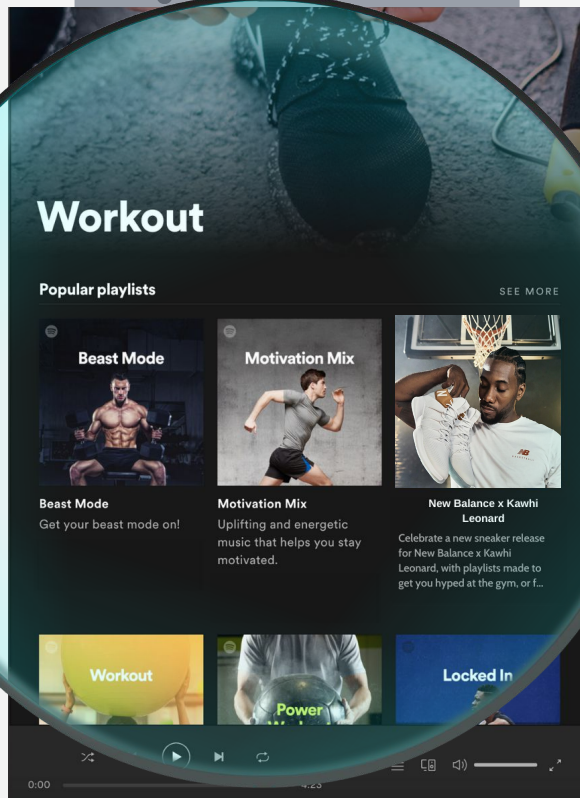 Workout
Popular playlists
SEE MORE
Beast Mode
Motivation Mix
Beast Mode
Get your beast mode on!
Motivation Mix
Uplifting and energetic
music that helps you stay
motivated.
New Balance x Kawhi
Leonard
Celebrate a new sneaker release
for New Balance x Kawhi
Leonard, with playlists made to
get you hyped at the gym, or f...
Workout
Power
Locked In
0:00
4:23